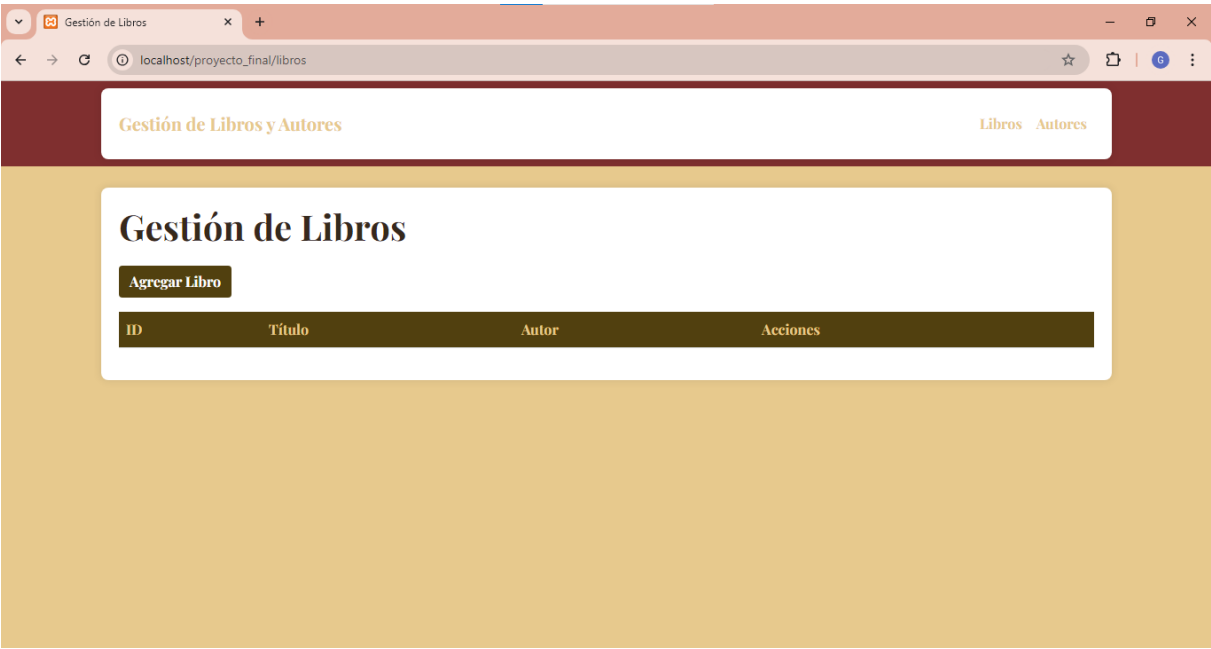 Gestión de Libros
localhost/proyecto_final/libros
G
Gestión de Libros y Autores
Libros Autores
Gestión de Libros
Agregar Libro
ID Título Autor Acciones